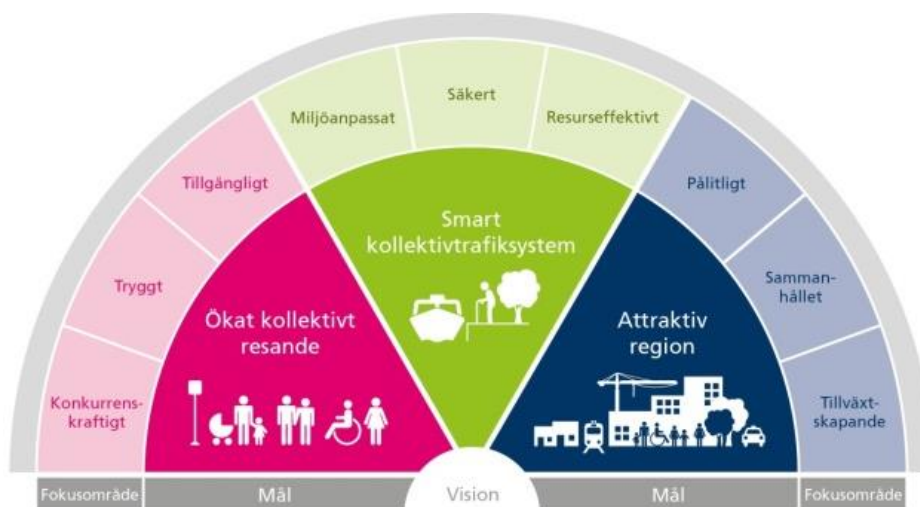 Miljöanpassat
Säkert
Resurseffektivt
Tillgängligt
Pålitligt
Smart
kollektivtrafiksystem
Tryggt
Samman-
hållet
Ökat kollektivt
resande
Attraktiv
region
Konkurrens-
kraftigt
Tillväxt-
skapande
Fokusområde
Mål
Vision
Mål
Fokusområde